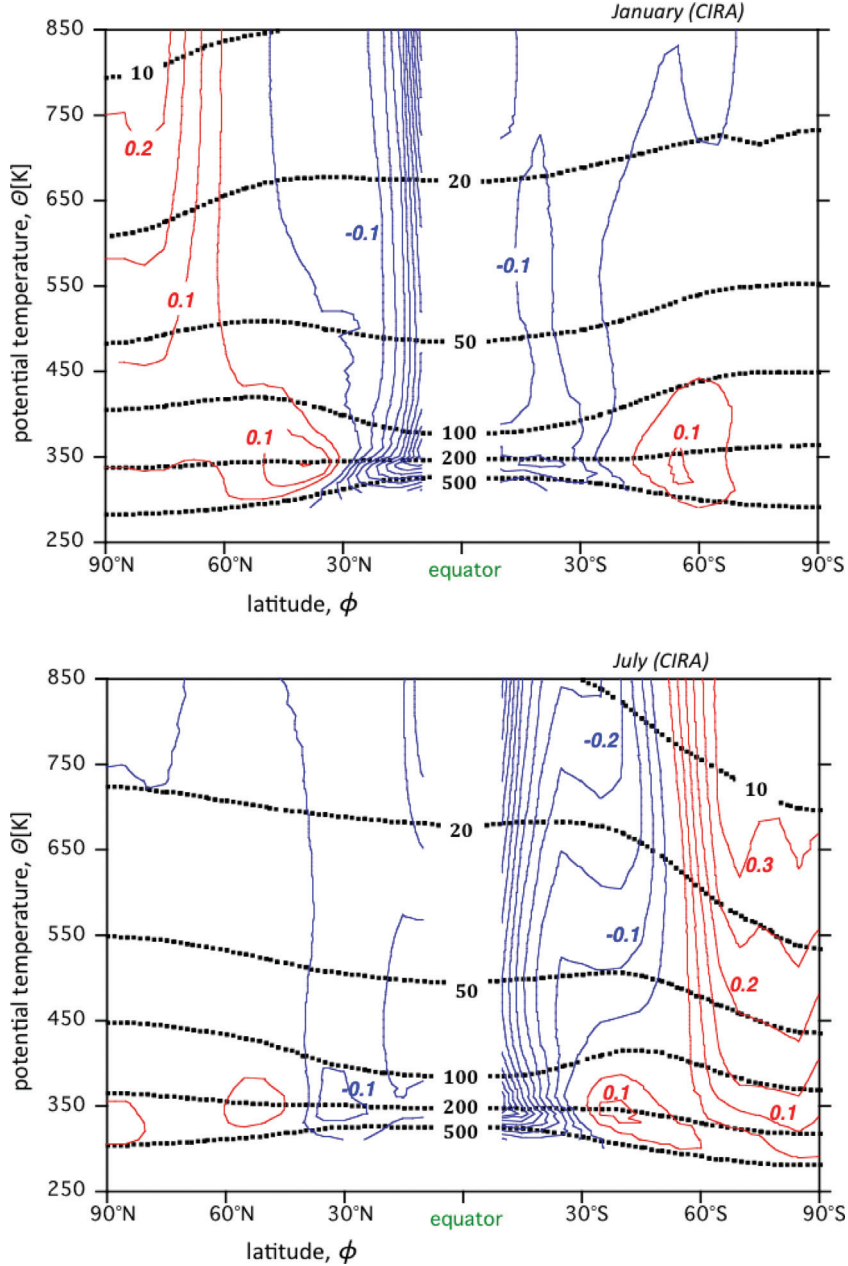 January (CIRA)
850
10
750
0.2
650
20
-0.1
550
-0.1
0.1
50
450
100
0.1
0.1
350
200
500
250
90°N
60°N
30°N
equator
30°S
60°S
90°S
potential temperature, Θ[K]
latitude, ϕ
July (CIRA)
850
-0.2
750
10
20
650
0.3
550
-0.1
0.2
50
450
100
-0.1
0.1
0.1
350
200
500
250
90°N
60°N
30°N
equator
30°S
60°S
90°S
potential temperature, Θ[K]
latitude, ϕ